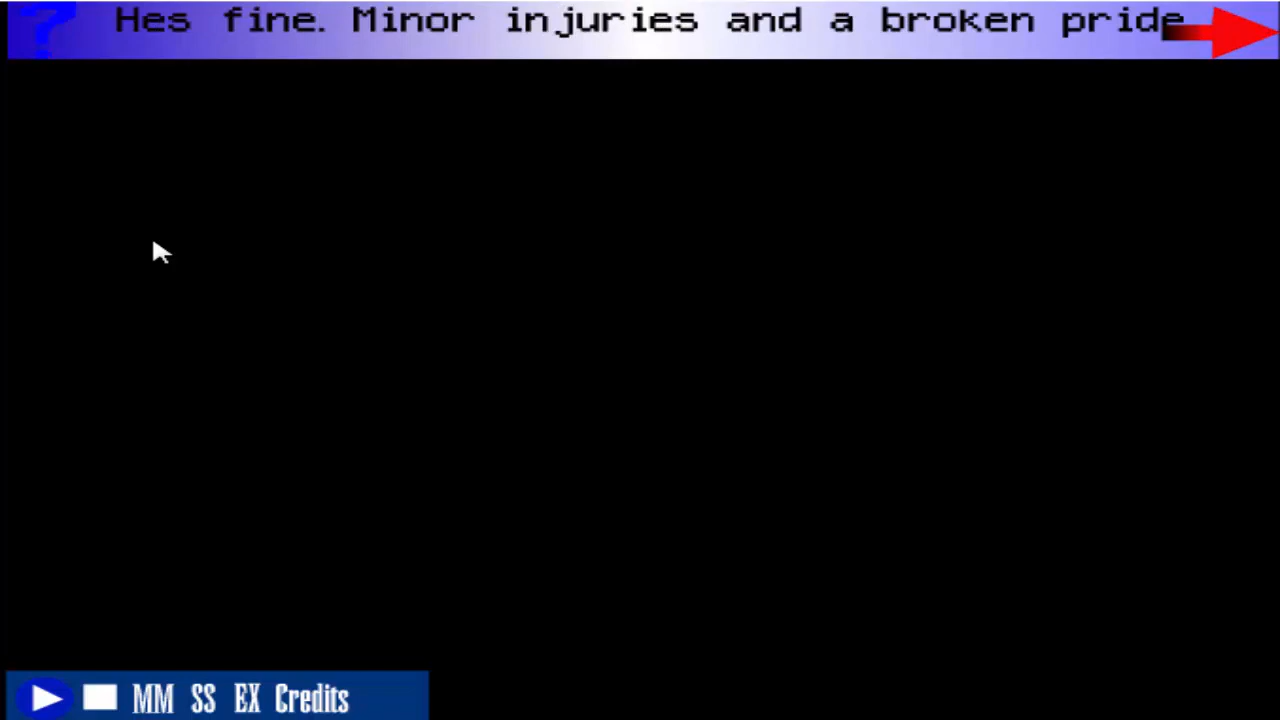 ? Hes fine. Minor injuries and a broken pride
MM SS EX Credits